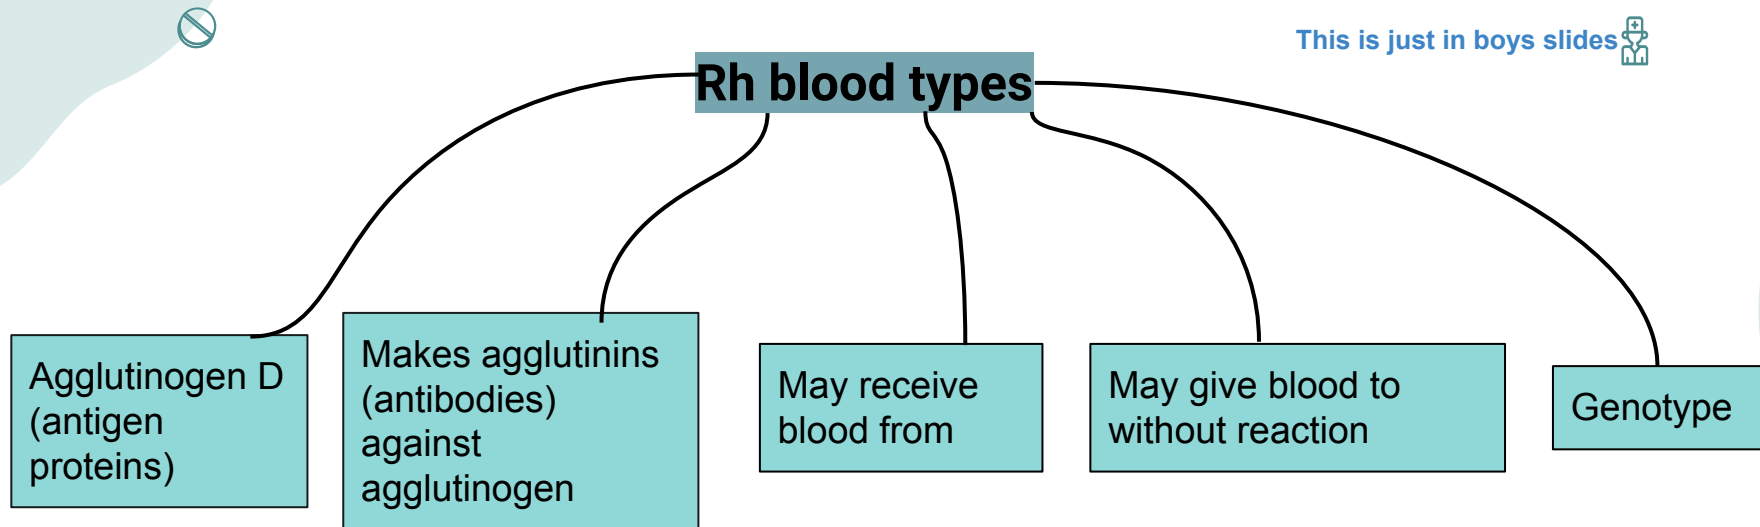 This is just in boys slides
Rh blood types
Agglutinogen D
(antigen
proteins)
Makes agglutinins
(antibodies)
against
agglutinogen
May receive
blood from
May give blood to
without reaction
Genotype